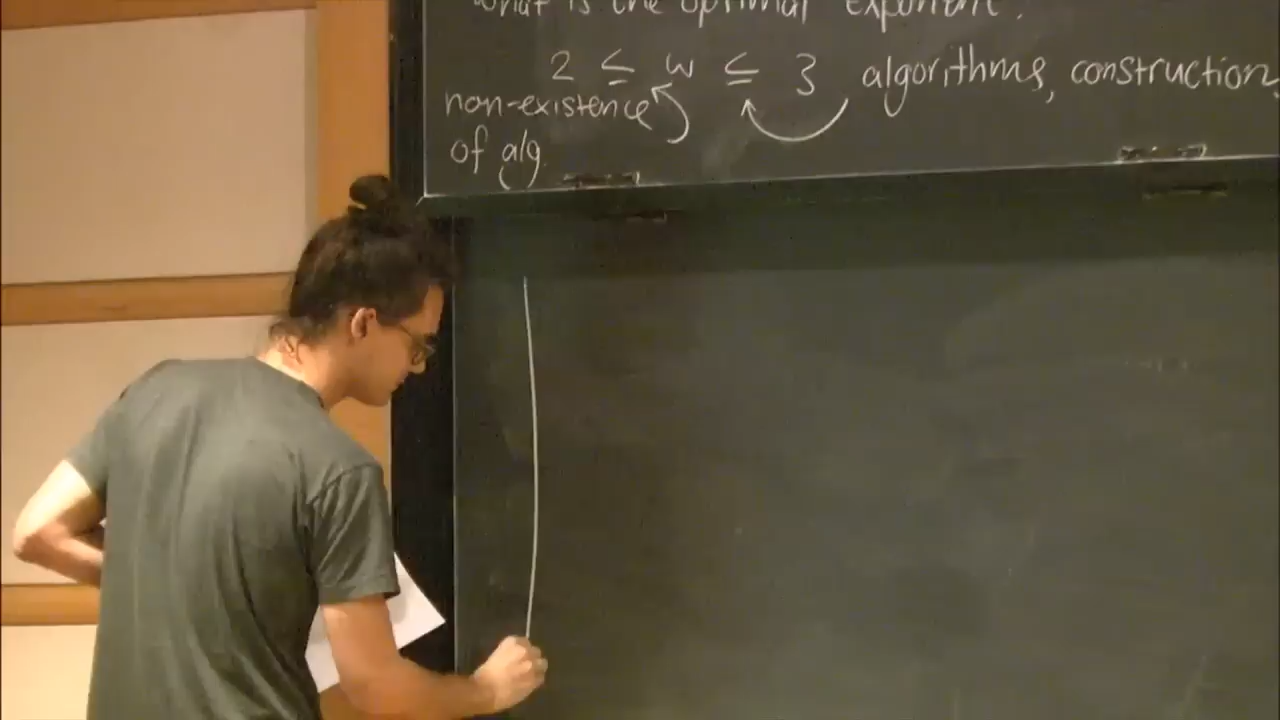 What is the optimal exponent.
2 ≤ w ≤ 3 algorithms, construction,
non-existence
of alg.